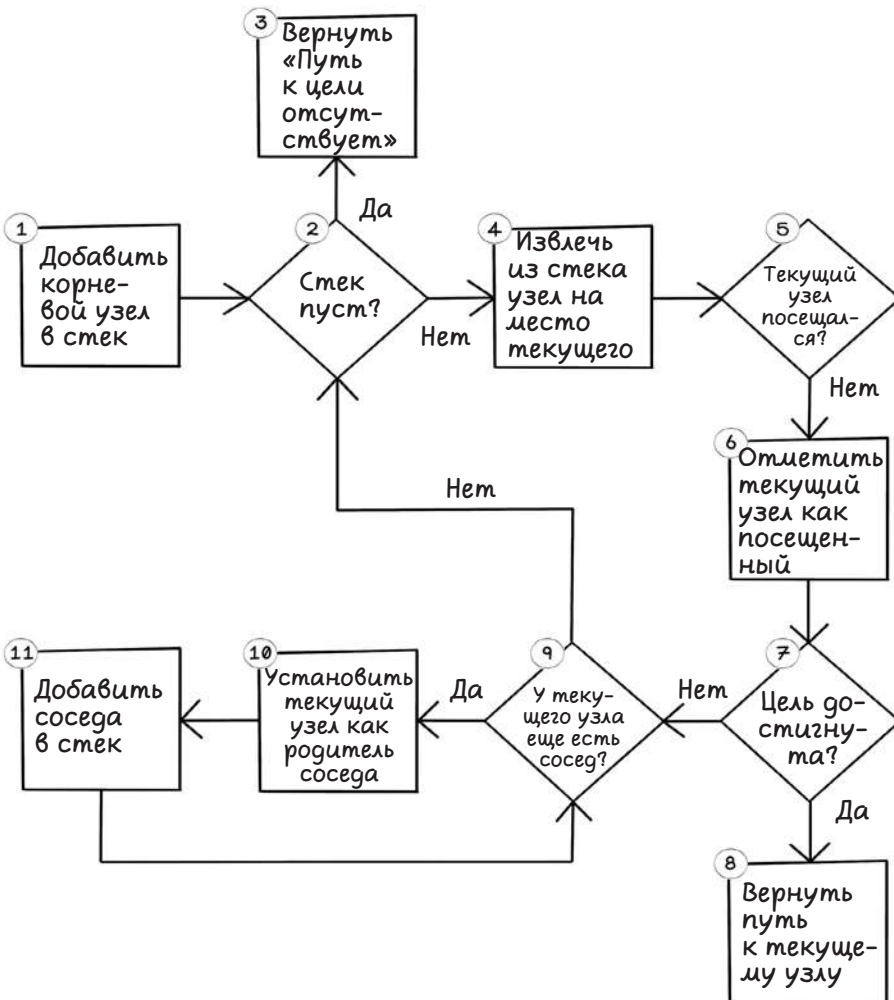 3
Вернуть
«Путь
к цели
отсут-
ствует»
Да
1
Добавить
корне-
вой узел
в стек
2
Стек
пуст?
Нет
4
Извлечь
из стека
узел на
место
текущего
5
Текущий
узел
посещал-
ся?
Нет
6
Отметить
текущий
узел как
посещен-
ный
Нет
11
Добавить
соседа
в стек
10
Установить
текущий
узел как
родитель
соседа
Да
9
У теку-
щего узла
еще есть
сосед?
Нет
7
Цель до-
стигну-
та?
Да
8
Вернуть
путь
к текуще-
му узлу